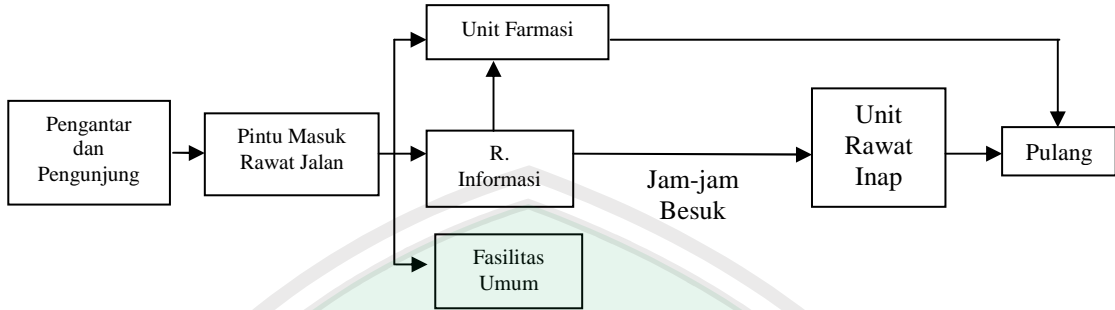 Unit Farmasi
Pengantar
dan
Pengunjung
Pintu Masuk
Rawat Jalan
R.
Informasi
Jam-jam
Besuk
Unit
Rawat
Inap
Pulang
Fasilitas
Umum